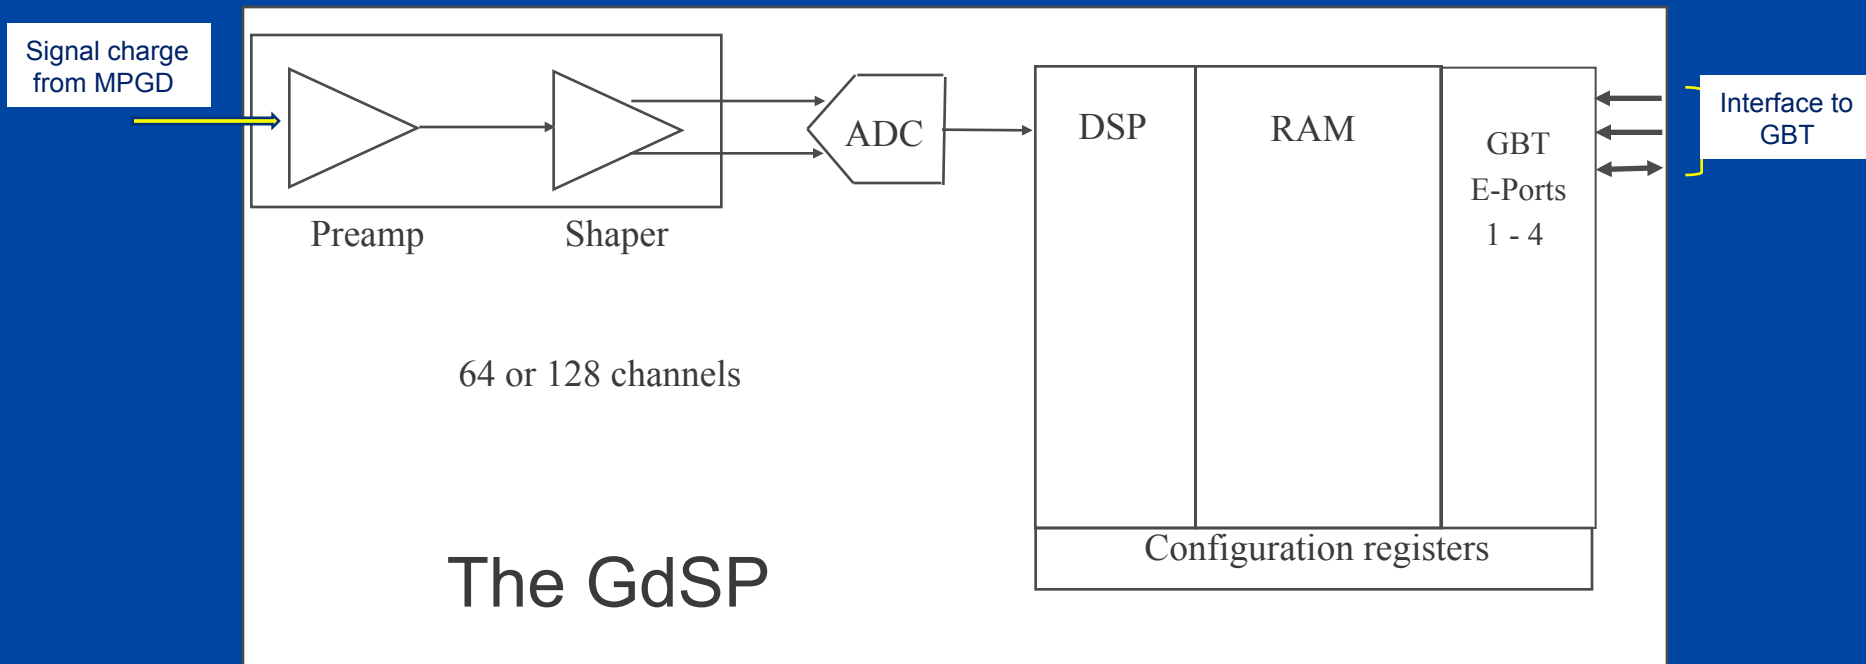 Signal charge
from MPGD
Preamp
Shaper
ADC
DSP
RAM
GBT
E-Ports
1 - 4
Interface to
GBT
64 or 128 channels
Configuration registers
The GdSP